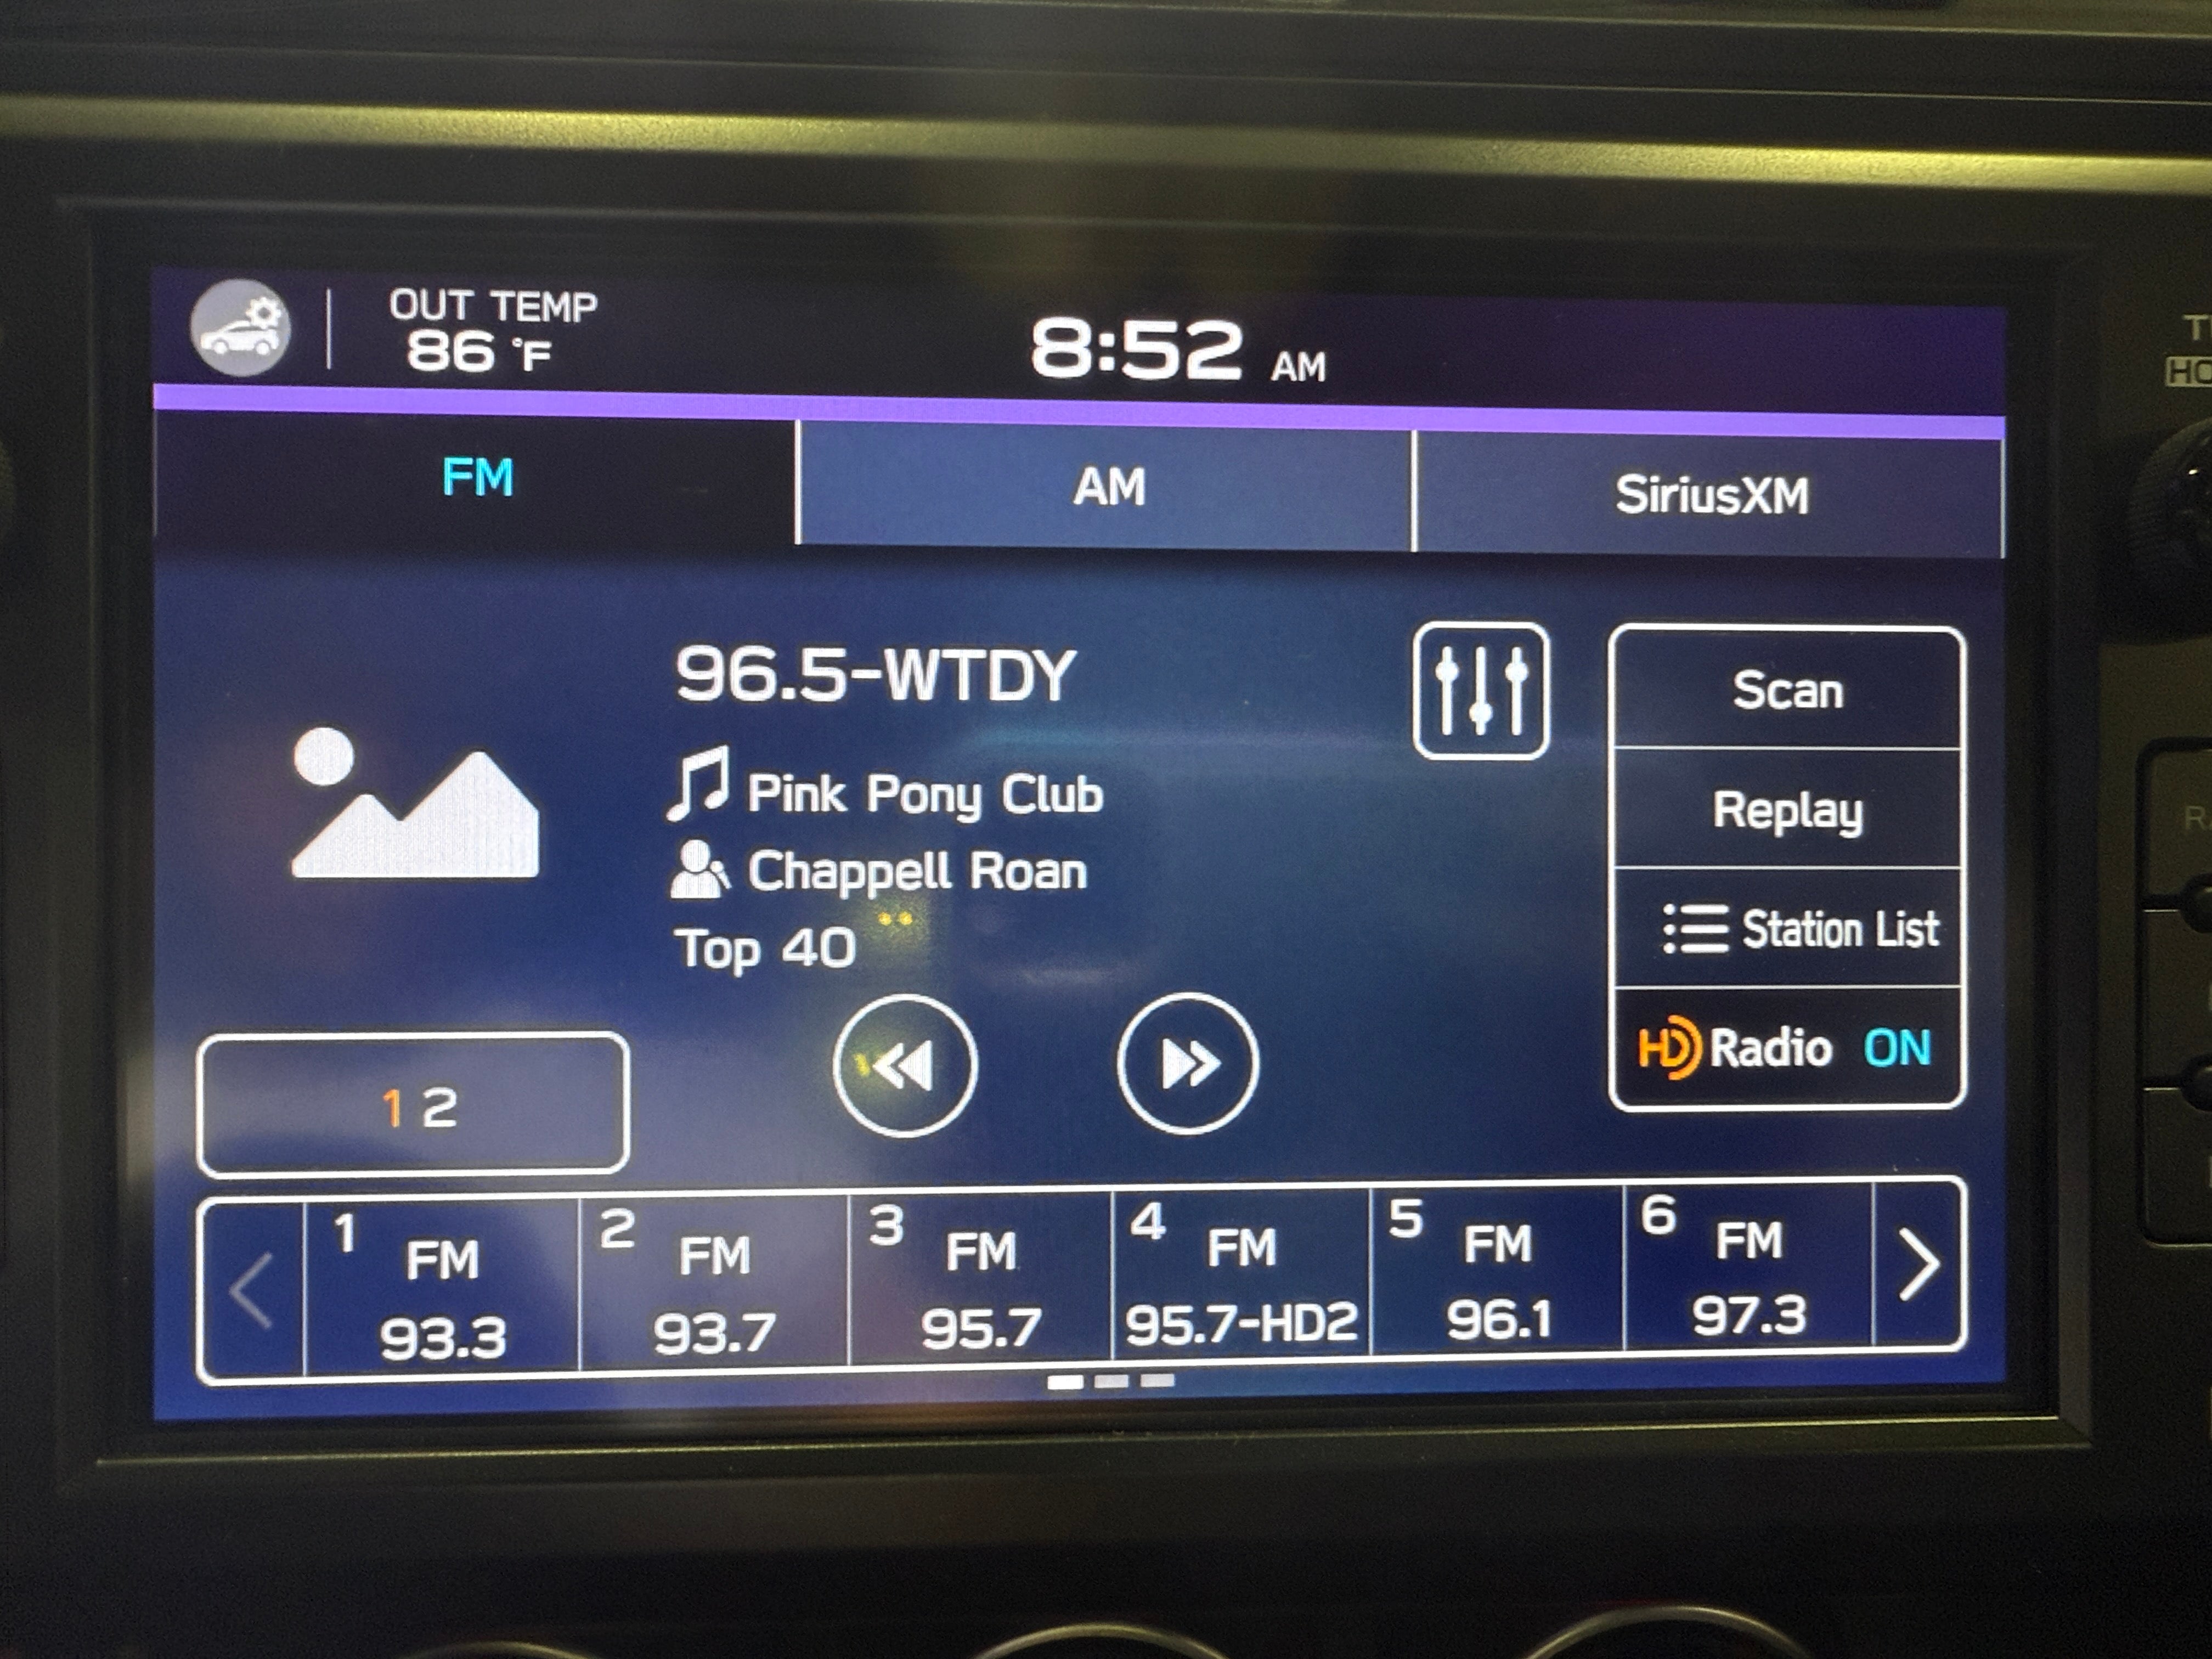 OUT TEMP
86 °F
8:52 AM
FM AM SiriusXM
96.5-WTDY
Pink Pony Club
Chappell Roan
Top 40
Scan
Replay
Station List
HD Radio ON
1 2
1 FM 93.3
2 FM 93.7
3 FM 95.7
4 FM 95.7-HD2
5 FM 96.1
6 FM 97.3